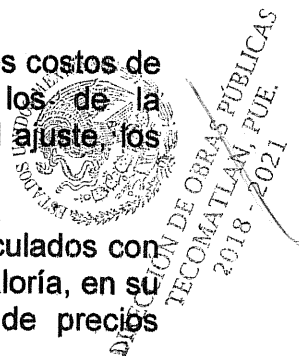 s costos de
los de la
ajuste, los
culados con
aloría, en su
de precios
DIRECCIÓN DE OBRAS PÚBLICAS
TECOMATLÁN, PUE.
2018 - 2021